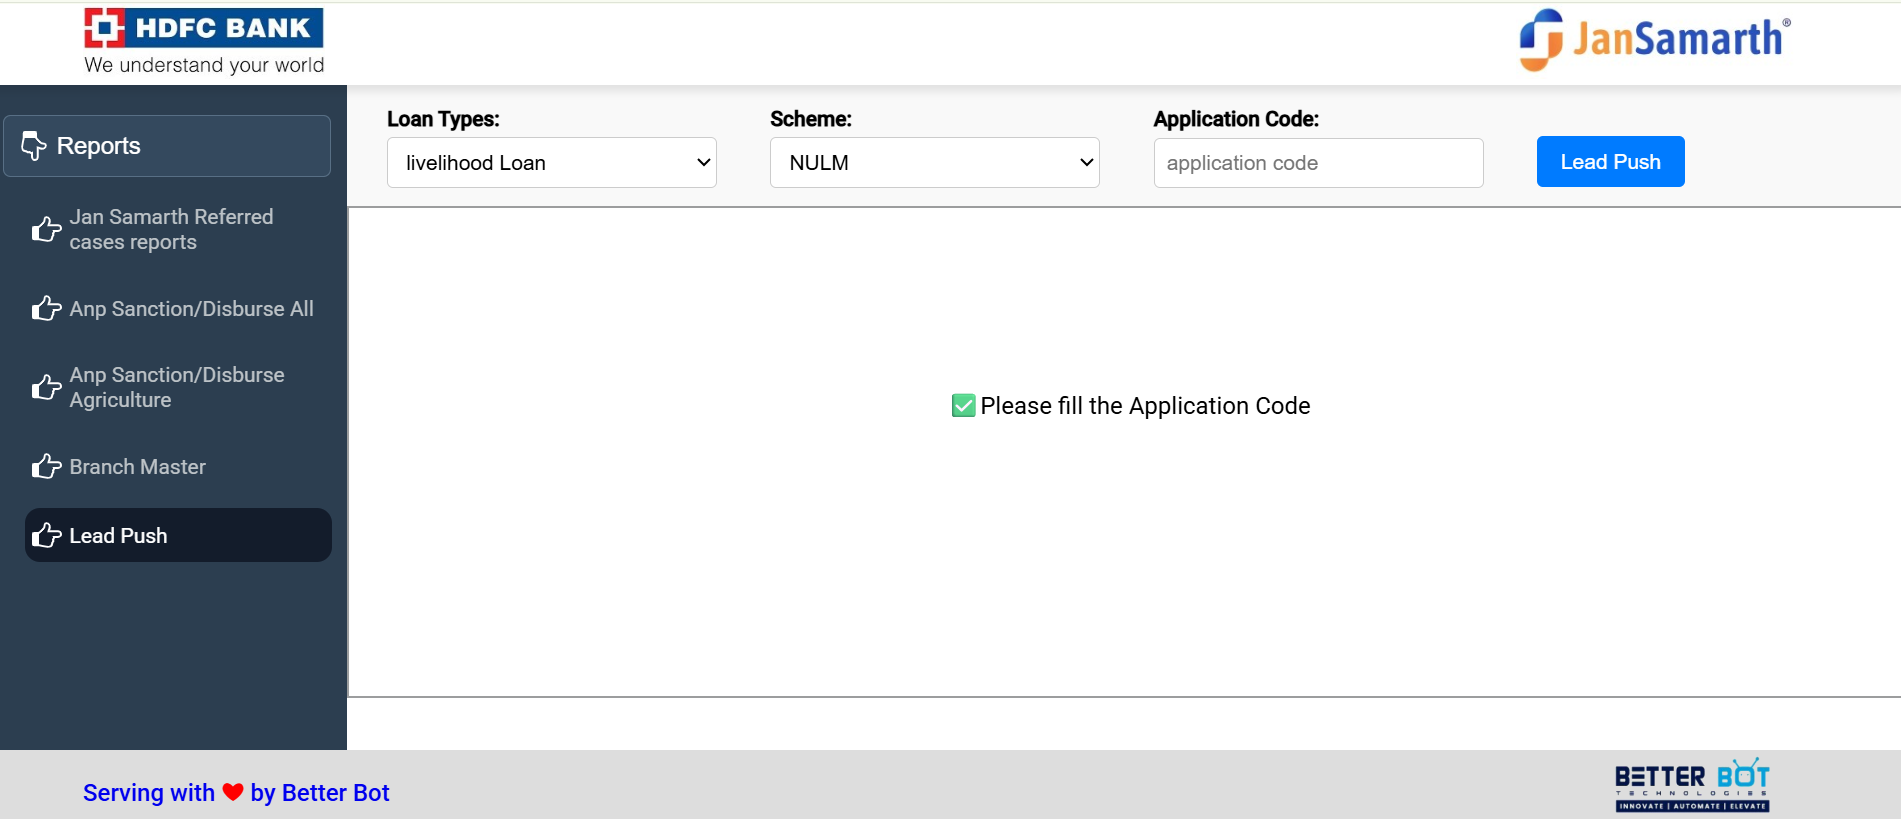 HDFC BANK
We understand your world
JanSamarth®
Reports
Jan Samarth Referred
cases reports
Anp Sanction/Disburse All
Anp Sanction/Disburse
Agriculture
Branch Master
Lead Push
Loan Types:
livelihood Loan
Scheme:
NULM
Application Code:
application code
Lead Push
✅ Please fill the Application Code
Serving with ❤ by Better Bot
BETTER BOT
TECHNOLOGIES
INNOVATE | AUTOMATE | ELEVATE